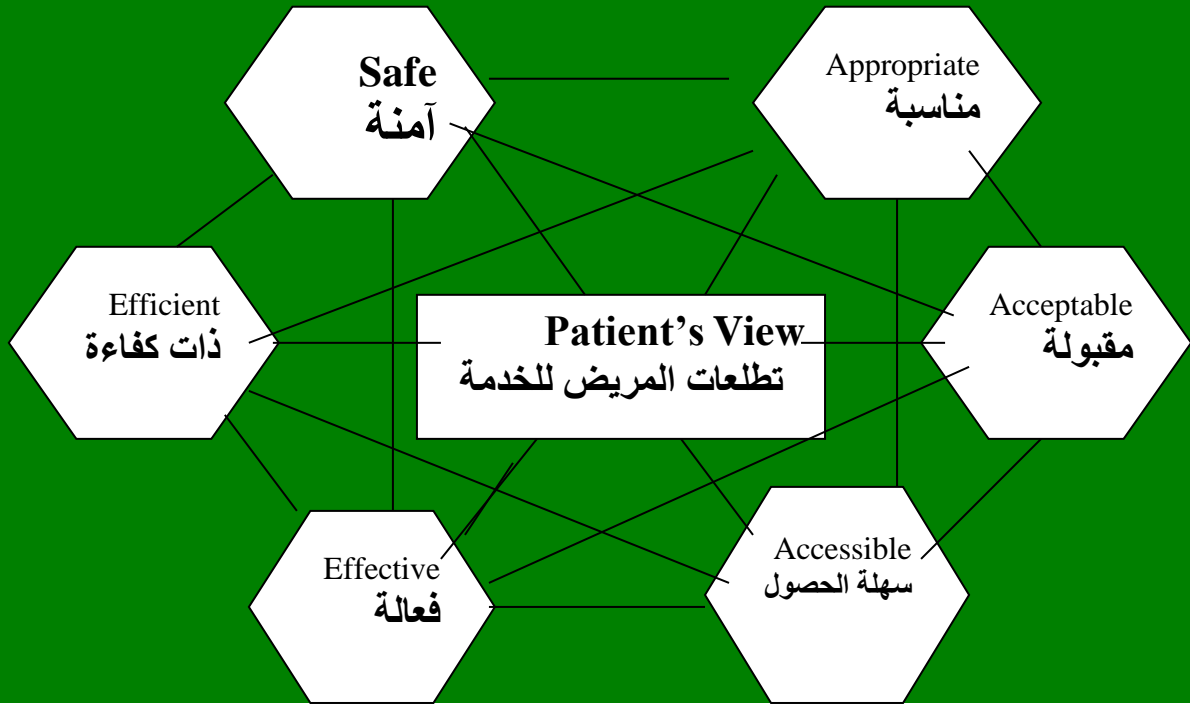 Safe
آمنة
Appropriate
مناسبة
Efficient
ذات كفاءة
Patient’s View
تطلعات المريض للخدمة
Acceptable
مقبولة
Effective
فعالة
Accessible
سهلة الحصول